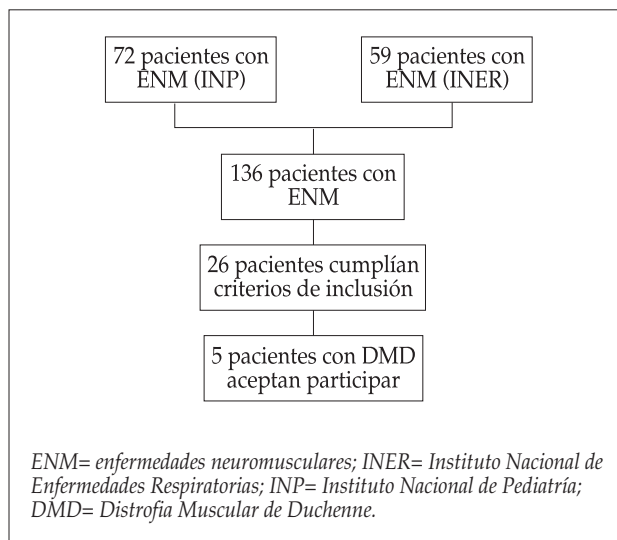 72 pacientes con
ENM (INP)
59 pacientes con
ENM (INER)
136 pacientes con
ENM
26 pacientes cumplían
criterios de inclusión
5 pacientes con DMD
aceptan participar
ENM= enfermedades neuromusculares; INER= Instituto Nacional de
Enfermedades Respiratorias; INP= Instituto Nacional de Pediatría;
DMD= Distrofia Muscular de Duchenne.